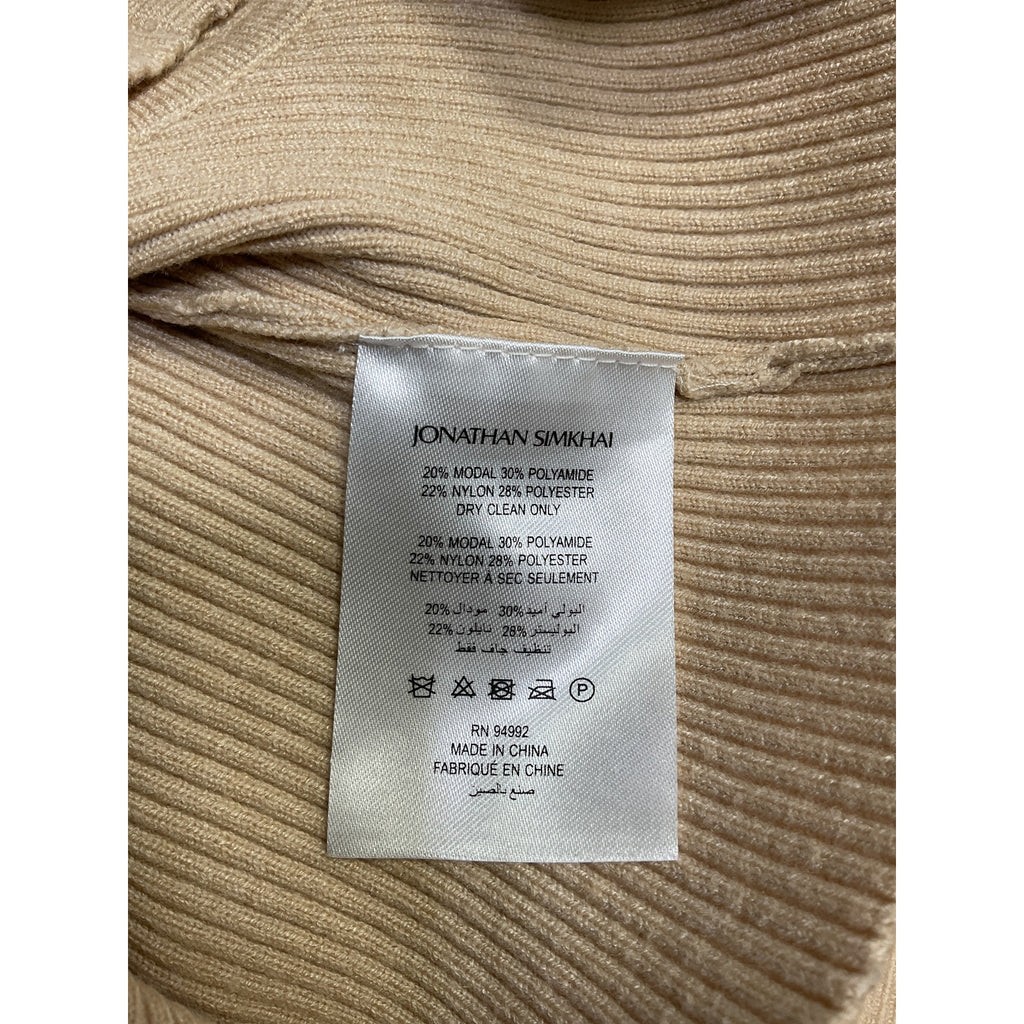 JONATHAN SIMKHAI
20% MODAL 30% POLYAMIDE
22% NYLON 28% POLYESTER
DRY CLEAN ONLY
20% MODAL 30% POLYAMIDE
22% NYLON 28% POLYESTER
NETTOYER À SEC SEULEMENT
البولي أميد 30% مودال 20%
البوليستر 28% نايلون 22%
تنظيف جاف فقط
P
RN 94992
MADE IN CHINA
FABRIQUÉ EN CHINE
صنع بالصين